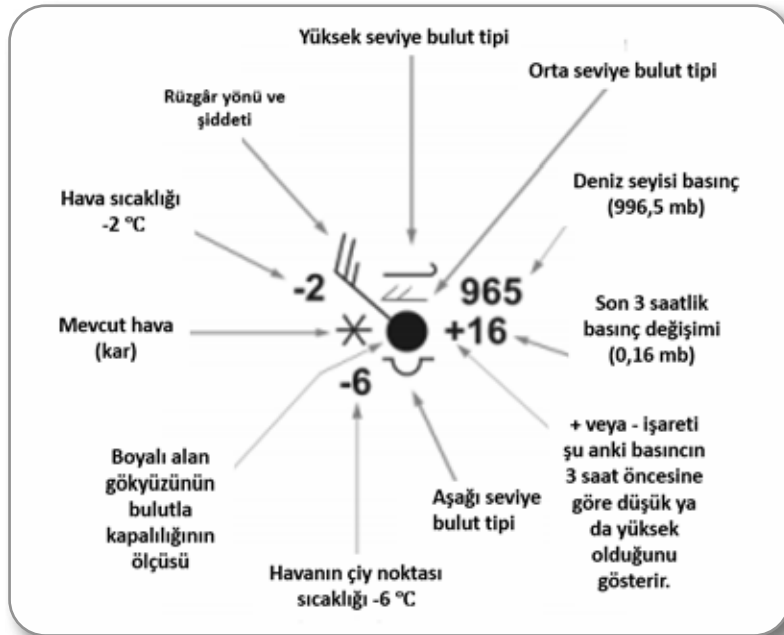 Yüksek seviye bulut tipi
Orta seviye bulut tipi
Rüzgâr yönü ve
şiddeti
Deniz seyisi basınç
(996,5 mb)
Hava sıcaklığı
-2 °C
-2
965
Son 3 saatlik
basınç değişimi
(0,16 mb)
Mevcut hava
(kar)
+16
-6
+ veya - işareti
şu anki basıncın
3 saat öncesine
göre düşük ya
da yüksek
olduğunu
gösterir.
Boyalı alan
gökyüzünün
bulutla
kapalılığının
ölçüsü
Aşağı seviye
bulut tipi
Havanın çiy noktası
sıcaklığı -6 °C